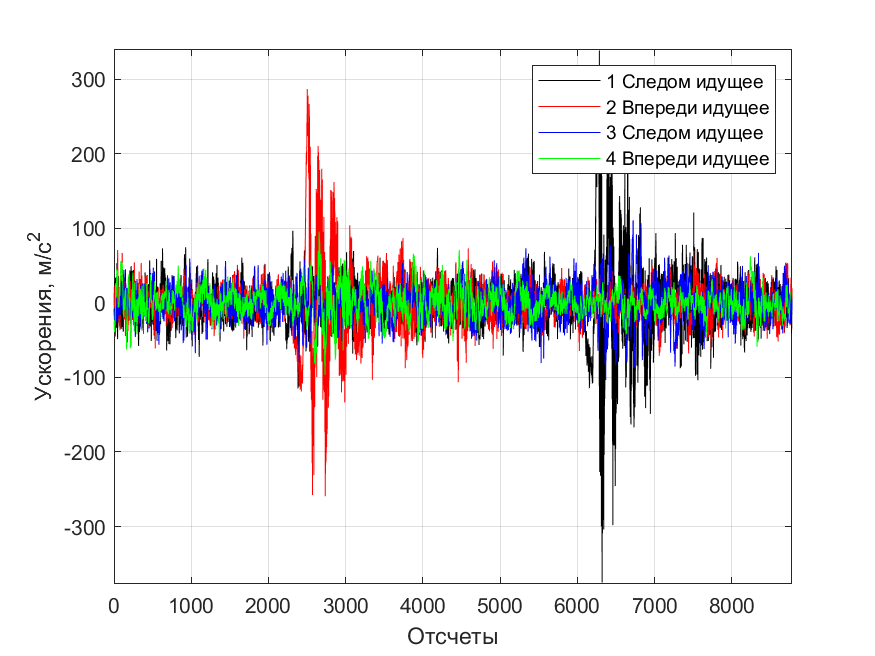 300
200
100
0
-100
-200
-300
0 1000 2000 3000 4000 5000 6000 7000 8000
Ускорения, м/с2
Отсчеты
1 Следом идущее
2 Впереди идущее
3 Следом идущее
4 Впереди идущее